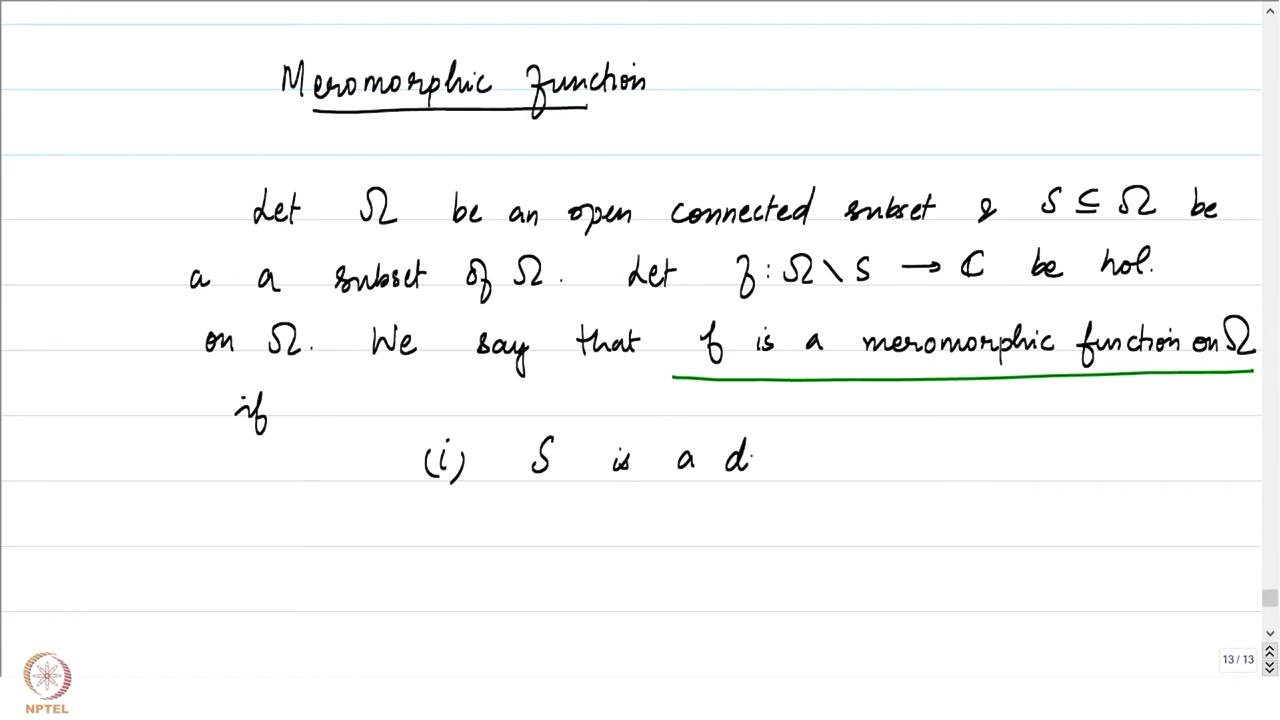 Meromorphic function
Let Ω be an open connected subset & S ⊆ Ω be
a a subset of Ω. Let f : Ω \ S → ℂ be hol.
on Ω. We say that f is a meromorphic function on Ω
if
(i) S is a d
13 / 13
NPTEL